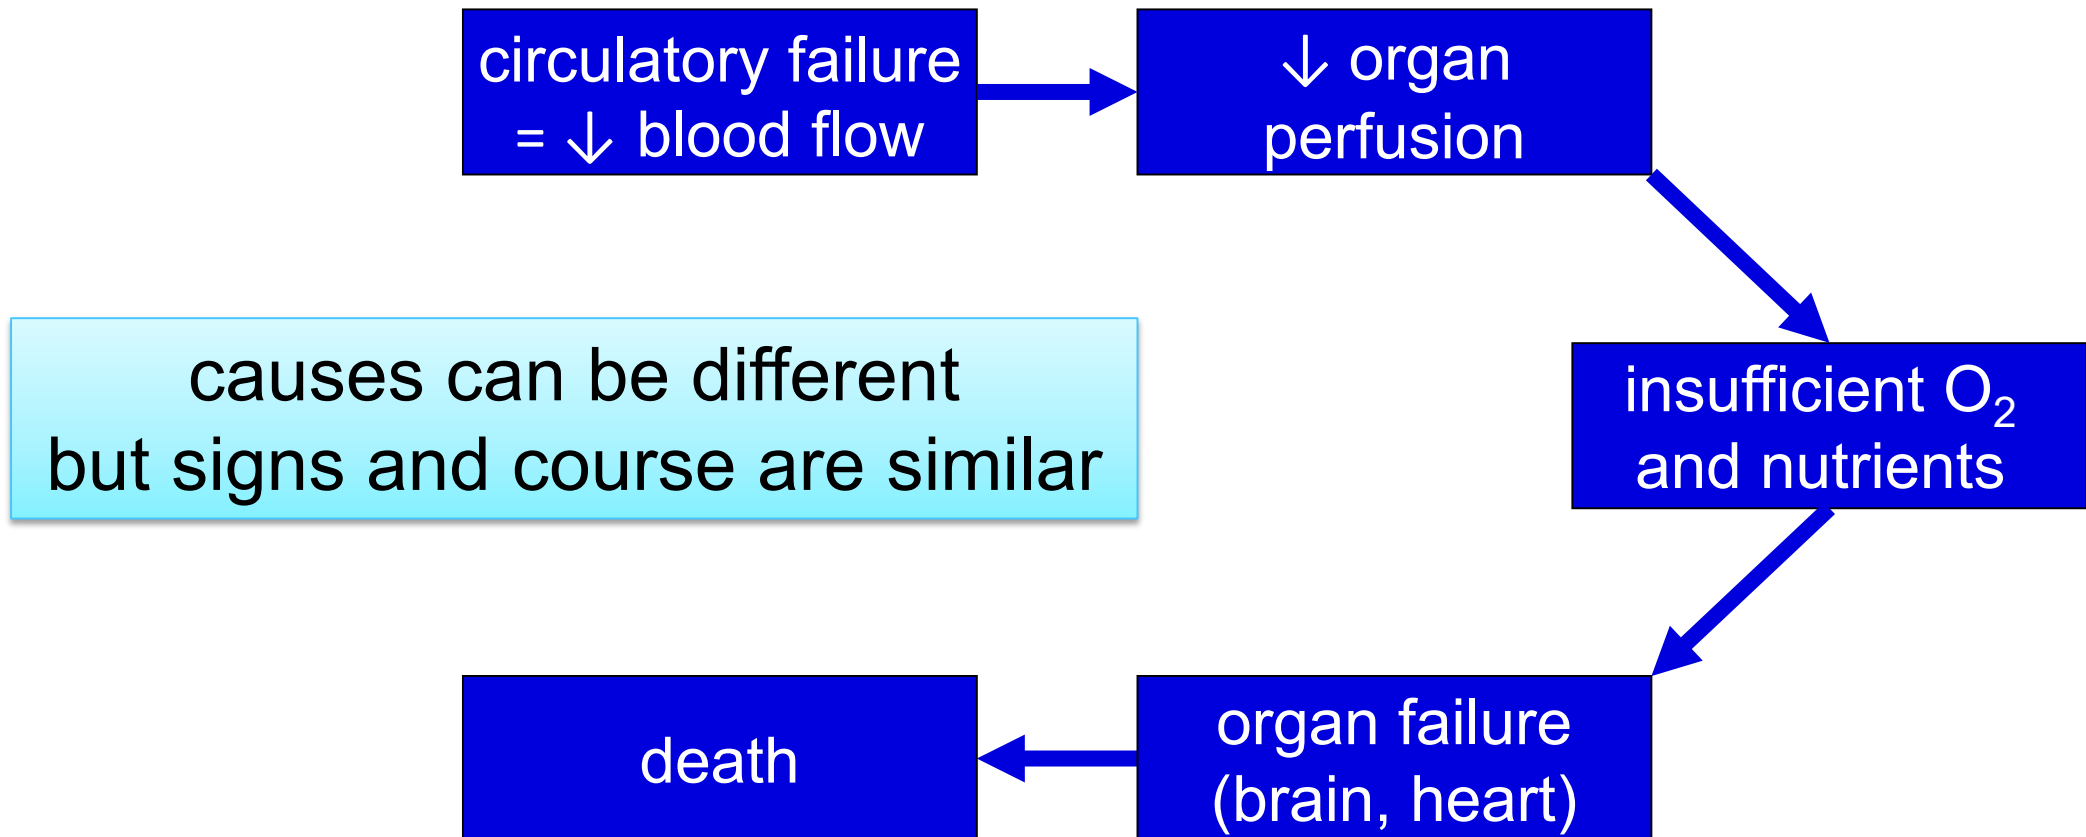 circulatory failure
= ↓ blood flow
↓ organ
perfusion
insufficient O₂
and nutrients
causes can be different
but signs and course are similar
organ failure
(brain, heart)
death